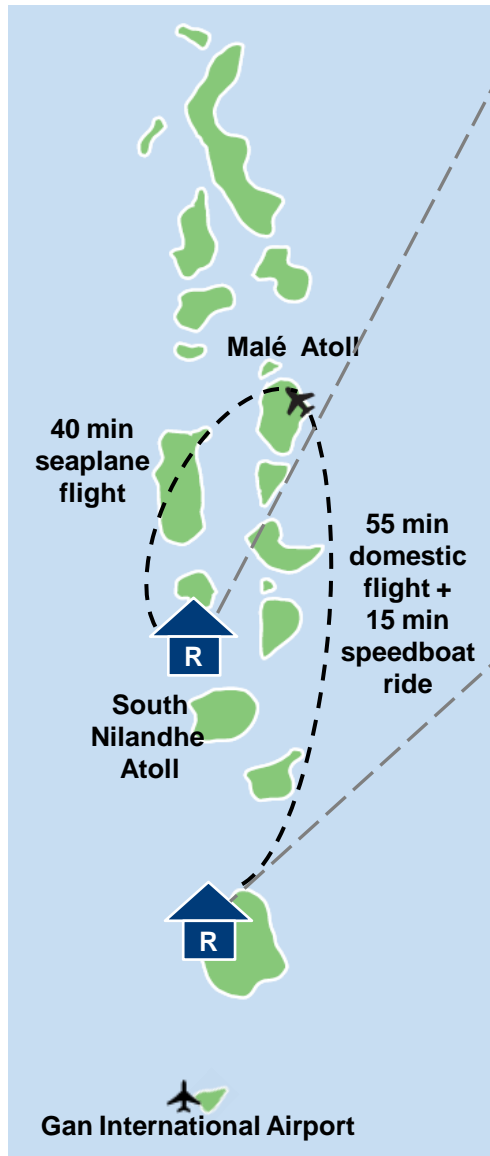 Malé Atoll
40 min
seaplane
flight
55 min
domestic
flight +
15 min
speedboat
ride
R
South
Nilandhe
Atoll
R
Gan International Airport